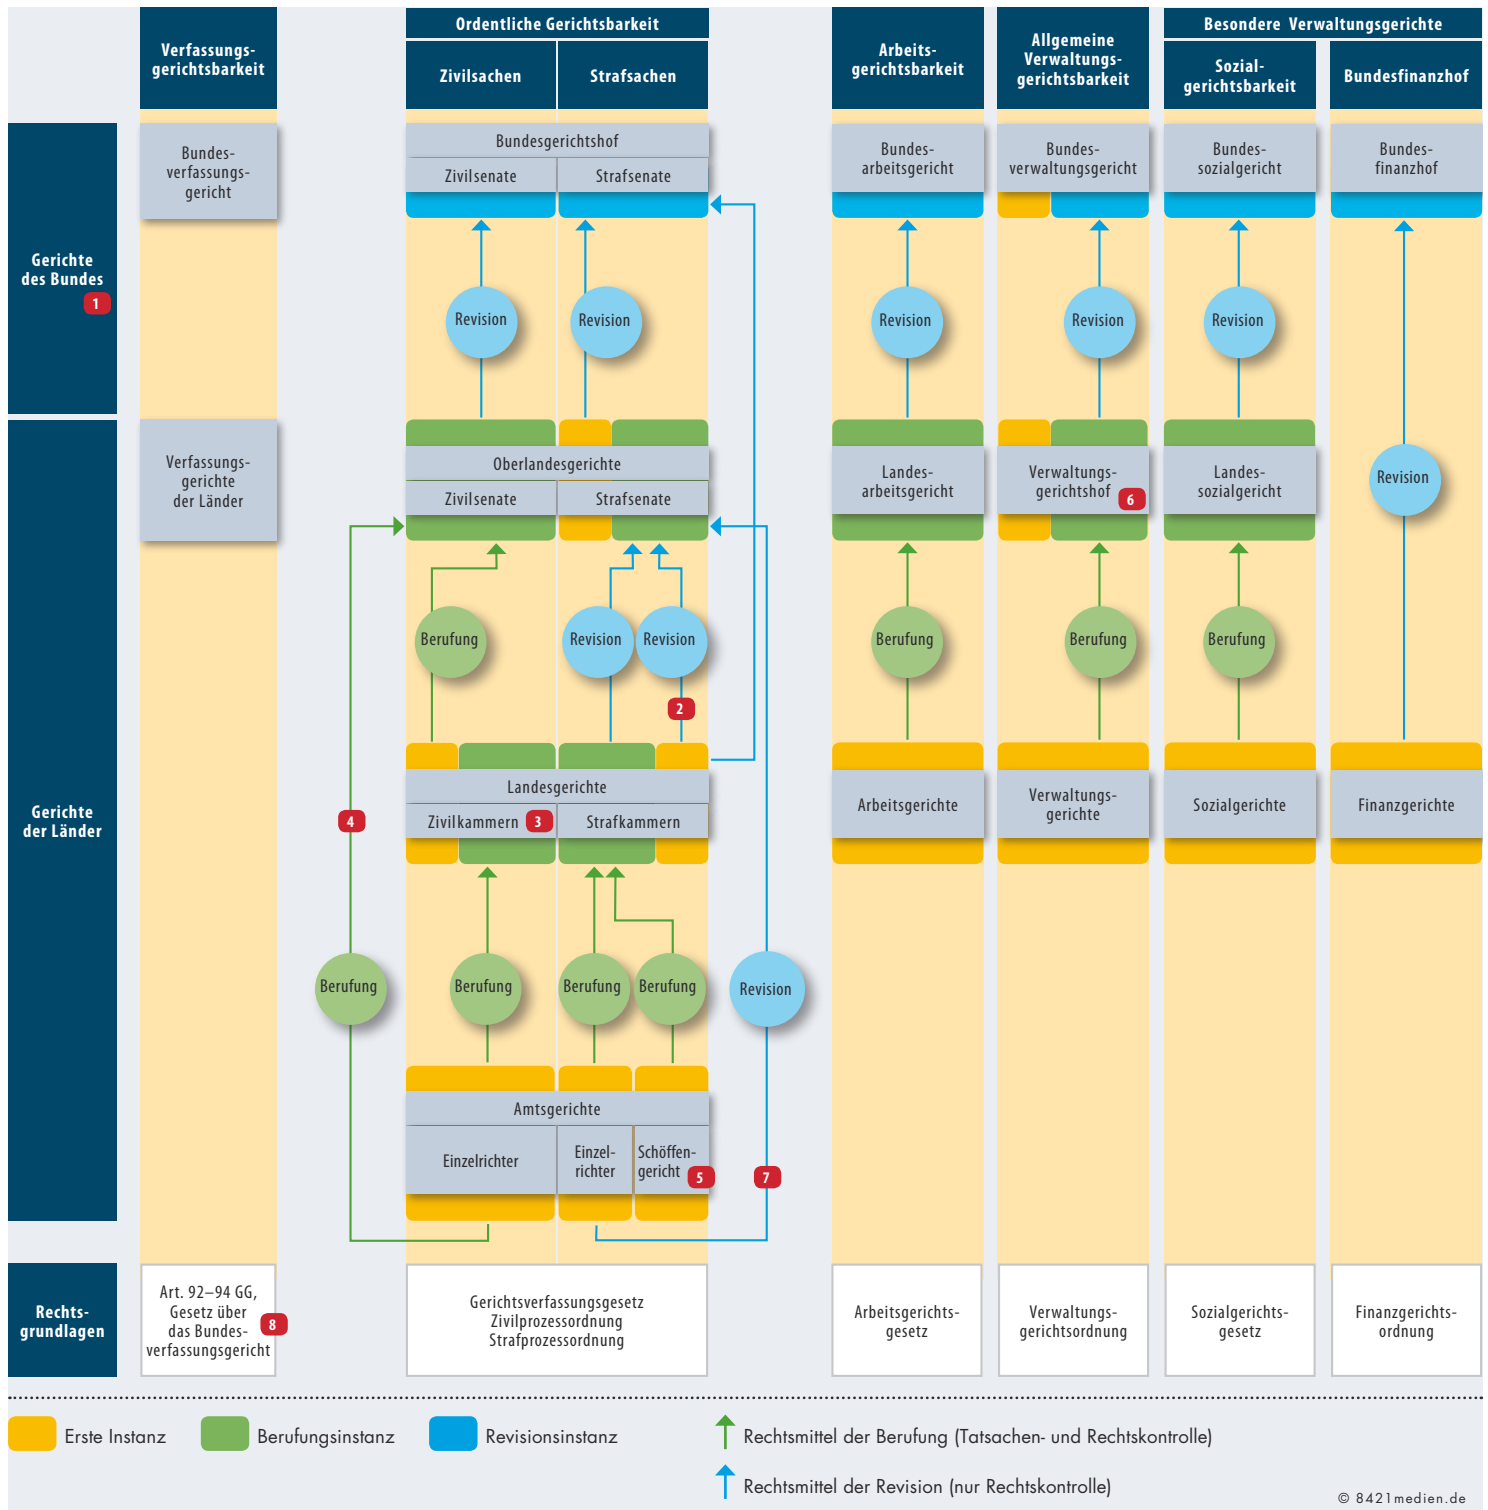 Verfassungs-
gerichtsbarkeit
Ordentliche Gerichtsbarkeit
Zivilsachen
Strafsachen
Arbeits-
gerichtsbarkeit
Allgemeine
Verwaltungs-
gerichtsbarkeit
Besondere Verwaltungsgerichte
Sozial-
gerichtsbarkeit
Bundesfinanzhof
Gerichte
des Bundes
1
Bundes-
verfassungs-
gericht
Bundesgerichtshof
Zivilsenate
Strafsenate
Bundes-
arbeitsgericht
Bundes-
verwaltungsgericht
Bundes-
sozialgericht
Bundes-
finanzhof
Revision
Revision
Revision
Revision
Revision
Gerichte
der Länder
Verfassungs-
gerichte
der Länder
Oberlandesgerichte
Zivilsenate
Strafsenate
Landes-
arbeitsgericht
Verwaltungs-
gerichtshof
6
Landes-
sozialgericht
Revision
Berufung
Revision
Revision
Berufung
Berufung
Berufung
2
Landesgerichte
Zivilkammern
3
Strafkammern
4
Arbeitsgerichte
Verwaltungs-
gerichte
Sozialgerichte
Finanzgerichte
Berufung
Berufung
Berufung
Berufung
Revision
Amtsgerichte
Einzelrichter
Einzel-
richter
Schöffen-
gericht
5
7
Rechts-
grundlagen
Art. 92–94 GG,
Gesetz über
das Bundes-
verfassungsgericht
8
Gerichtsverfassungsgesetz
Zivilprozessordnung
Strafprozessordnung
Arbeitsgerichts-
gesetz
Verwaltungs-
gerichtsordnung
Sozialgerichts-
gesetz
Finanzgerichts-
ordnung
Erste Instanz
Berufungsinstanz
Revisionsinstanz
Rechtsmittel der Berufung (Tatsachen- und Rechtskontrolle)
Rechtsmittel der Revision (nur Rechtskontrolle)
© 8421medien.de